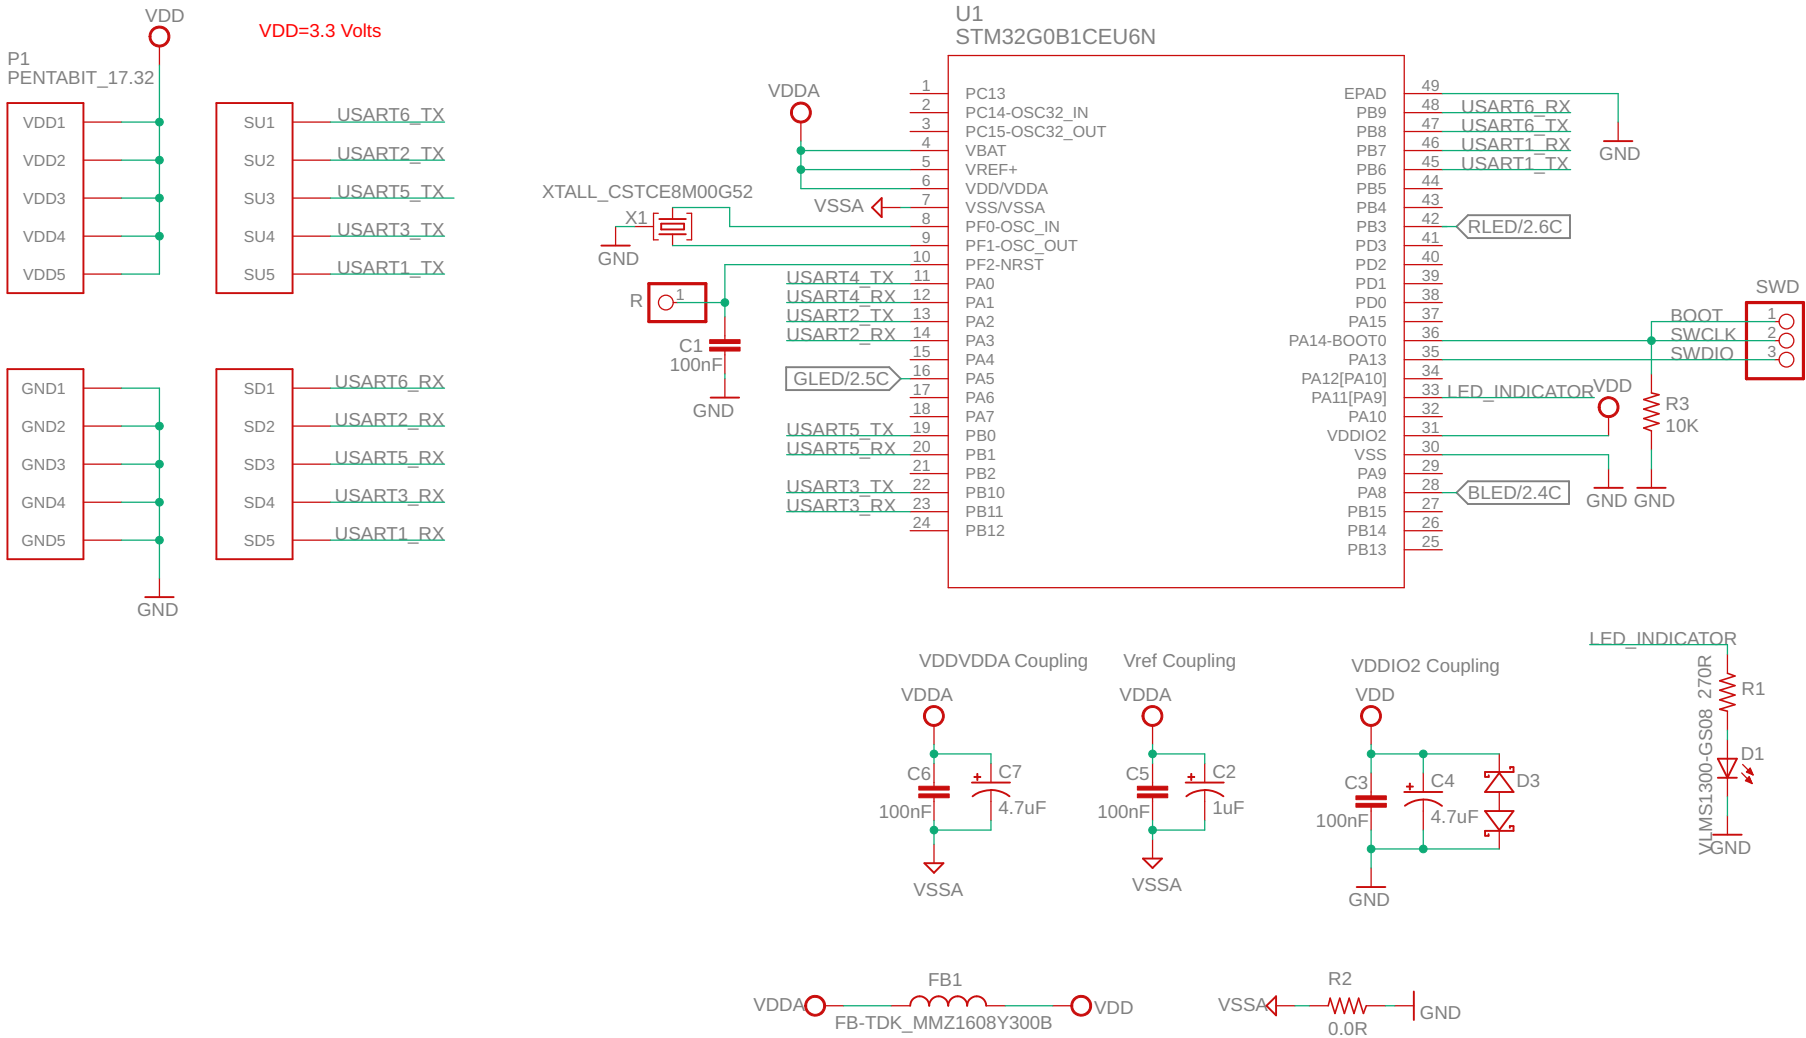 VDD
VDD=3.3 Volts
P1
PENTABIT_17.32
VDD1
VDD2
VDD3
VDD4
VDD5
SU1
SU2
SU3
SU4
SU5
USART6_TX
USART2_TX
USART5_TX
USART3_TX
USART1_TX
GND1
GND2
GND3
GND4
GND5
GND
SD1
SD2
SD3
SD4
SD5
USART6_RX
USART2_RX
USART5_RX
USART3_RX
USART1_RX
U1
STM32G0B1CEU6N
VDDA
VSSA
XTALL_CSTCE8M00G52
X1
GND
R
1
C1
100nF
GND
USART4_TX
USART4_RX
USART2_TX
USART2_RX
GLED/2.5C
USART5_TX
USART5_RX
USART3_TX
USART3_RX
1 PC13
2 PC14-OSC32_IN
3 PC15-OSC32_OUT
4 VBAT
5 VREF+
6 VDD/VDDA
7 VSS/VSSA
8 PF0-OSC_IN
9 PF1-OSC_OUT
10 PF2-NRST
11 PA0
12 PA1
13 PA2
14 PA3
15 PA4
16 PA5
17 PA6
18 PA7
19 PB0
20 PB1
21 PB2
22 PB10
23 PB11
24 PB12
EPAD 49
PB9 48 USART6_RX
PB8 47 USART6_TX
PB7 46 USART1_RX
PB6 45 USART1_TX
PB5 44
PB4 43
PB3 42 RLED/2.6C
PD3 41
PD2 40
PD1 39
PD0 38
PA15 37
PA14-BOOT0 36
PA13 35
PA12[PA10] 34
PA11[PA9] 33 LED_INDICATOR
PA10 32
VDDIO2 31
VSS 30
PA9 29
PA8 28 BLED/2.4C
PB15 27
PB14 26
PB13 25
GND
SWD
BOOT 1
SWCLK 2
SWDIO 3
VDD
R3
10K
GND
GND
VDDVDDA Coupling
VDDA
C6
100nF
C7
4.7uF
VSSA
Vref Coupling
VDDA
C5
100nF
C2
1uF
VSSA
VDDIO2 Coupling
VDD
C3
100nF
C4
4.7uF
D3
GND
LED_INDICATOR
270R
R1
VLMS1300-GS08
D1
GND
FB1
VDDA
VDD
FB-TDK_MMZ1608Y300B
R2
VSSA
GND
0.0R